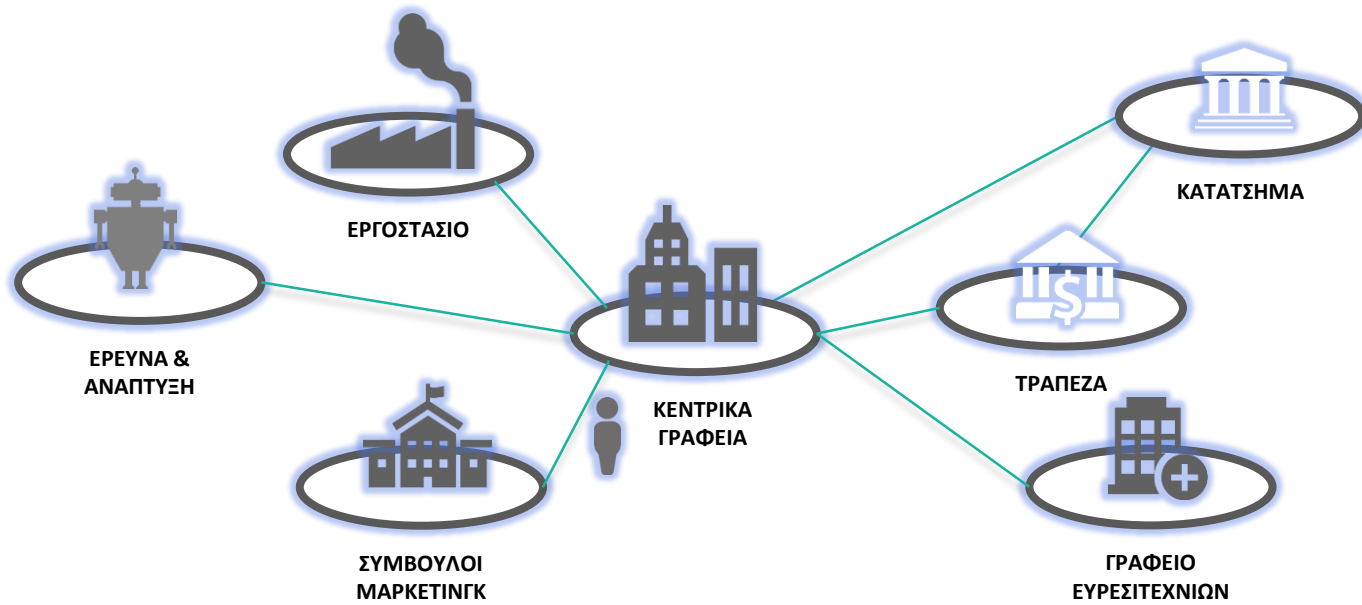 ΕΡΓΟΣΤΑΣΙΟ
ΚΑΤΑΤΣΗΜΑ
ΕΡΕΥΝΑ &
ΑΝΑΠΤΥΞΗ
ΚΕΝΤΡΙΚΑ
ΓΡΑΦΕΙΑ
ΤΡΑΠΕΖΑ
$
ΣΥΜΒΟΥΛΟΙ
ΜΑΡΚΕΤΙΝΓΚ
ΓΡΑΦΕΙΟ
ΕΥΡΕΣΙΤΕΧΝΙΩΝ